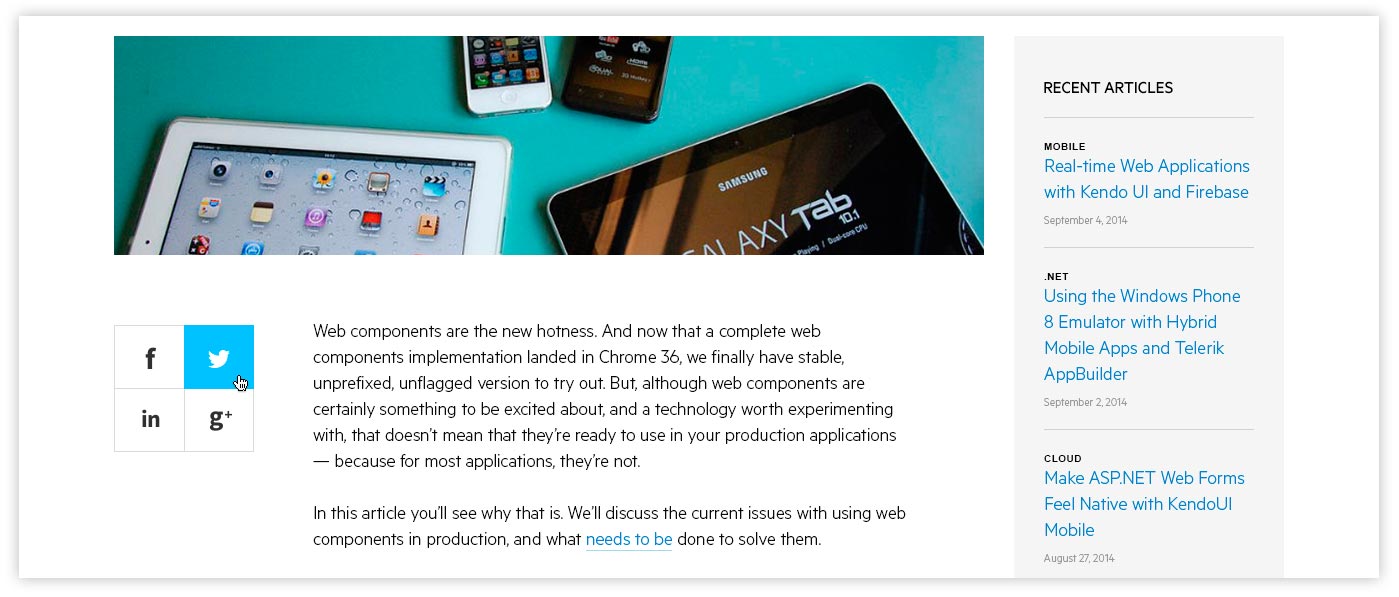 SAMSUNG
GALAXY Tab
10.1
Dual-core CPU
f
in
g+
Web components are the new hotness. And now that a complete web
components implementation landed in Chrome 36, we finally have stable,
unprefixed, unflagged version to try out. But, although web components are
certainly something to be excited about, and a technology worth experimenting
with, that doesn’t mean that they’re ready to use in your production applications
— because for most applications, they’re not.
In this article you’ll see why that is. We’ll discuss the current issues with using web
components in production, and what needs to be done to solve them.
RECENT ARTICLES
MOBILE
Real-time Web Applications
with Kendo UI and Firebase
September 4, 2014
.NET
Using the Windows Phone
8 Emulator with Hybrid
Mobile Apps and Telerik
AppBuilder
September 2, 2014
CLOUD
Make ASP.NET Web Forms
Feel Native with KendoUI
Mobile
August 27, 2014